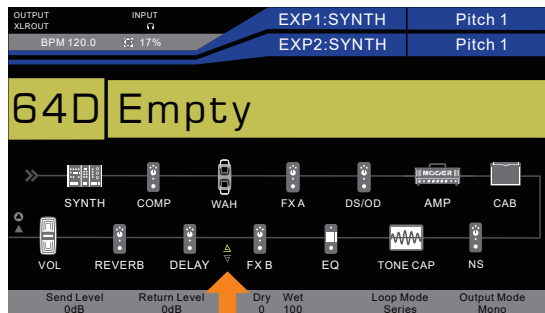 OUTPUT INPUT EXP1:SYNTH Pitch 1
XLROUT
BPM 120.0 17% EXP2:SYNTH Pitch 1
64D Empty
MOOER
SYNTH COMP WAH FX A DS/OD AMP CAB
VOL REVERB DELAY FX B EQ TONE CAP NS
Send Level Return Level Dry Wet Loop Mode Output Mode
0dB 0dB 0 100 Series Mono